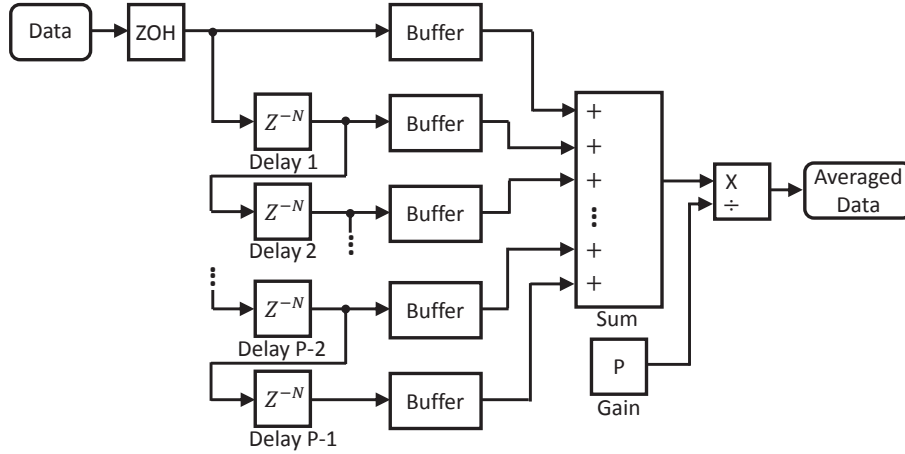 Data
ZOH
Buffer
Z^{-N}
Delay 1
Buffer
Z^{-N}
Delay 2
Buffer
Z^{-N}
Delay P-2
Buffer
Z^{-N}
Delay P-1
Buffer
+
+
+
+
+
Sum
P
Gain
X
÷
Averaged
Data